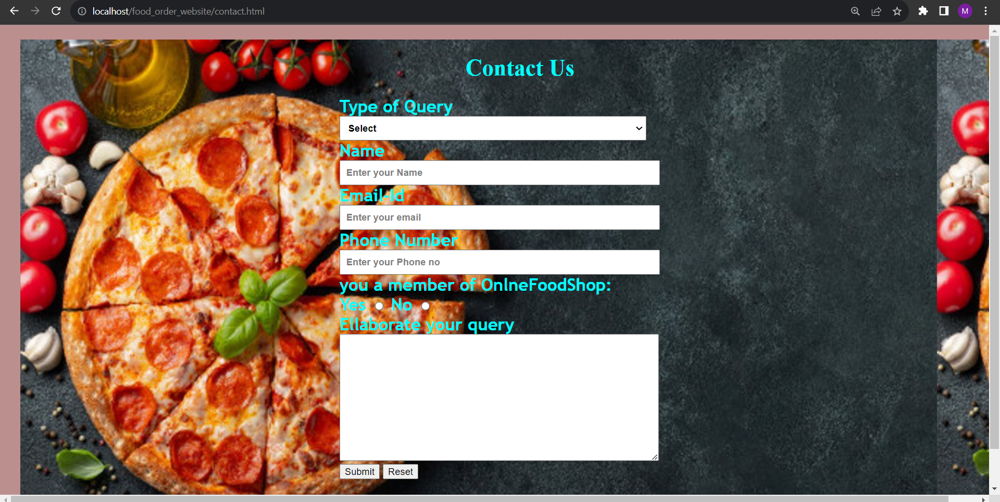 localhost/food_order_website/contact.html
M
Contact Us
Type of Query
Select
Name
Enter your Name
Email-Id
Enter your email
Phone Number
Enter your Phone no
you a member of OnlneFoodShop:
Yes No
Ellaborate your query
Submit Reset